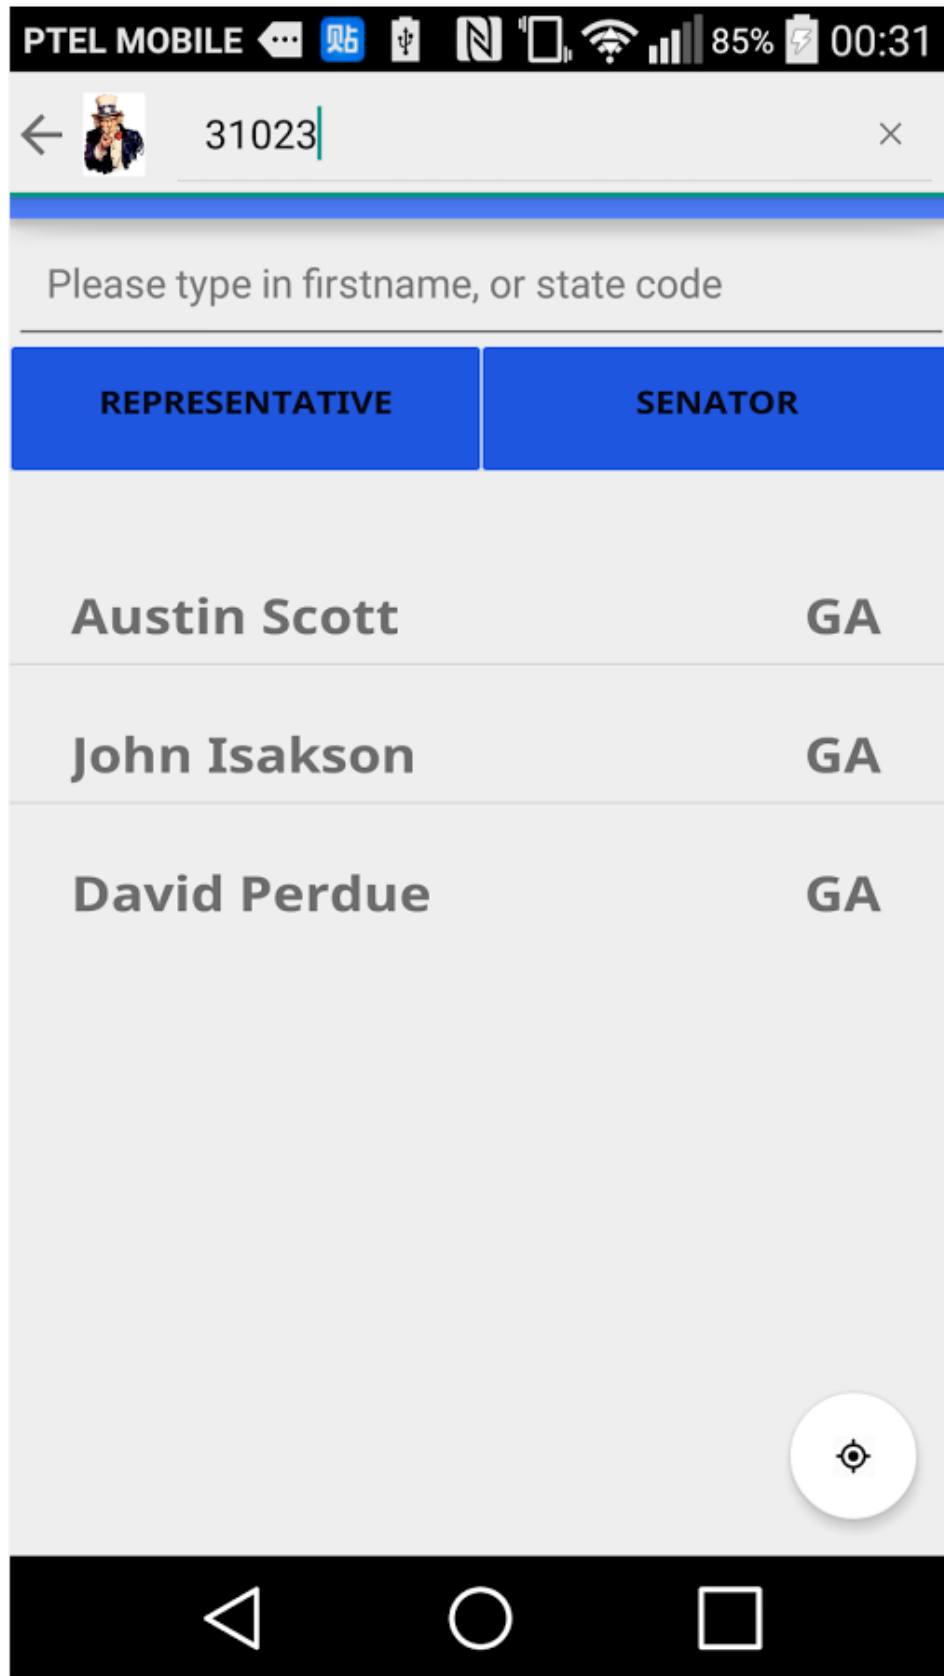 PTEL MOBILE 贴 85% 00:31
31023
Please type in firstname, or state code
REPRESENTATIVE SENATOR
Austin Scott GA
John Isakson GA
David Perdue GA